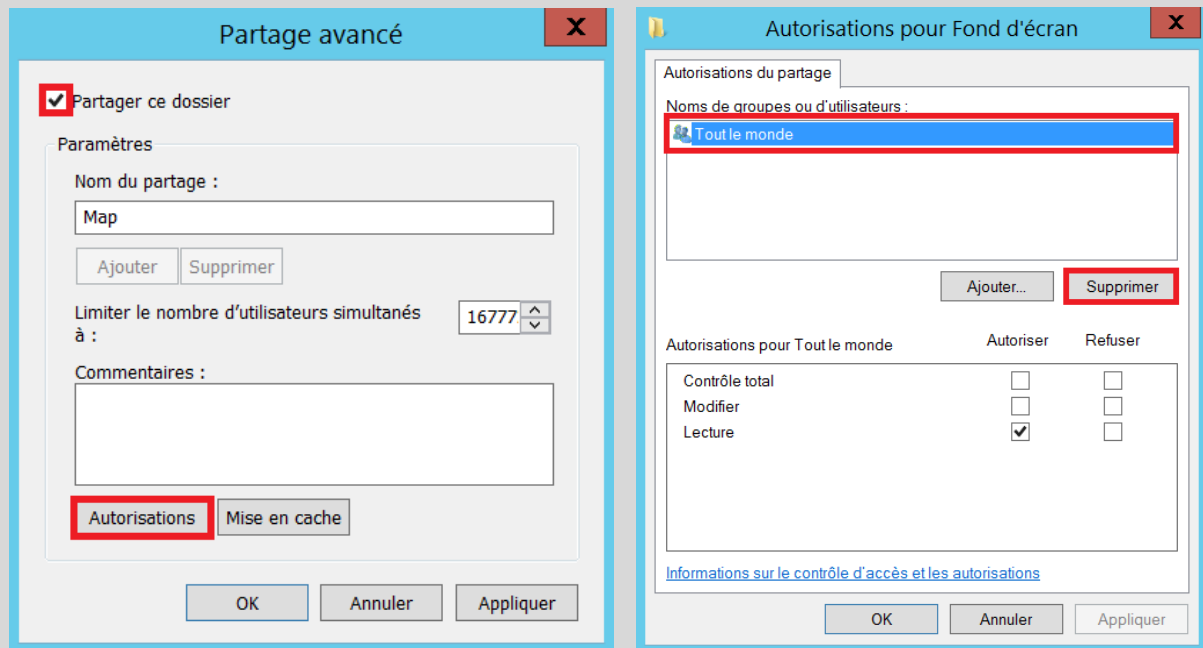 Partage avancé
Partager ce dossier
Paramètres
Nom du partage :
Map
Ajouter Supprimer
Limiter le nombre d'utilisateurs simultanés
à :
16777
Commentaires :
Autorisations Mise en cache
OK Annuler Appliquer
Autorisations pour Fond d'écran
Autorisations du partage
Noms de groupes ou d'utilisateurs :
Tout le monde
Ajouter... Supprimer
Autorisations pour Tout le monde Autoriser Refuser
Contrôle total
Modifier
Lecture
Informations sur le contrôle d'accès et les autorisations
OK Annuler Appliquer